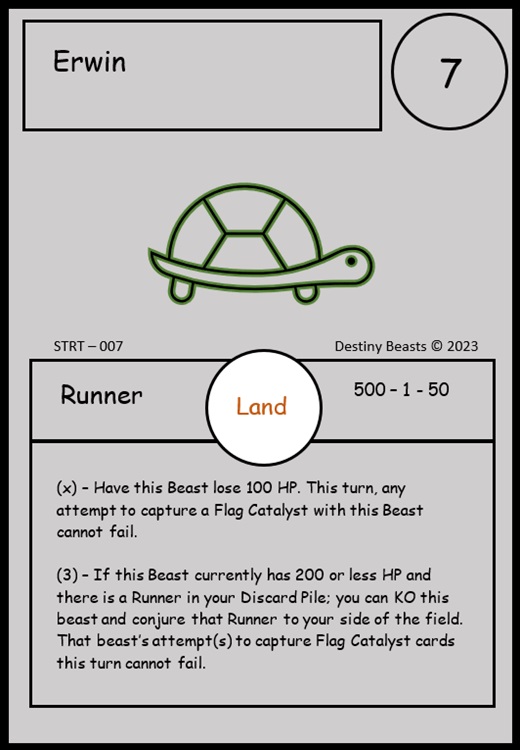 Erwin
7
STRT – 007
Destiny Beasts © 2023
Runner
Land
500 – 1 - 50
(x) – Have this Beast lose 100 HP. This turn, any
attempt to capture a Flag Catalyst with this Beast
cannot fail.
(3) – If this Beast currently has 200 or less HP and
there is a Runner in your Discard Pile; you can KO this
beast and conjure that Runner to your side of the field.
That beast's attempt(s) to capture Flag Catalyst cards
this turn cannot fail.